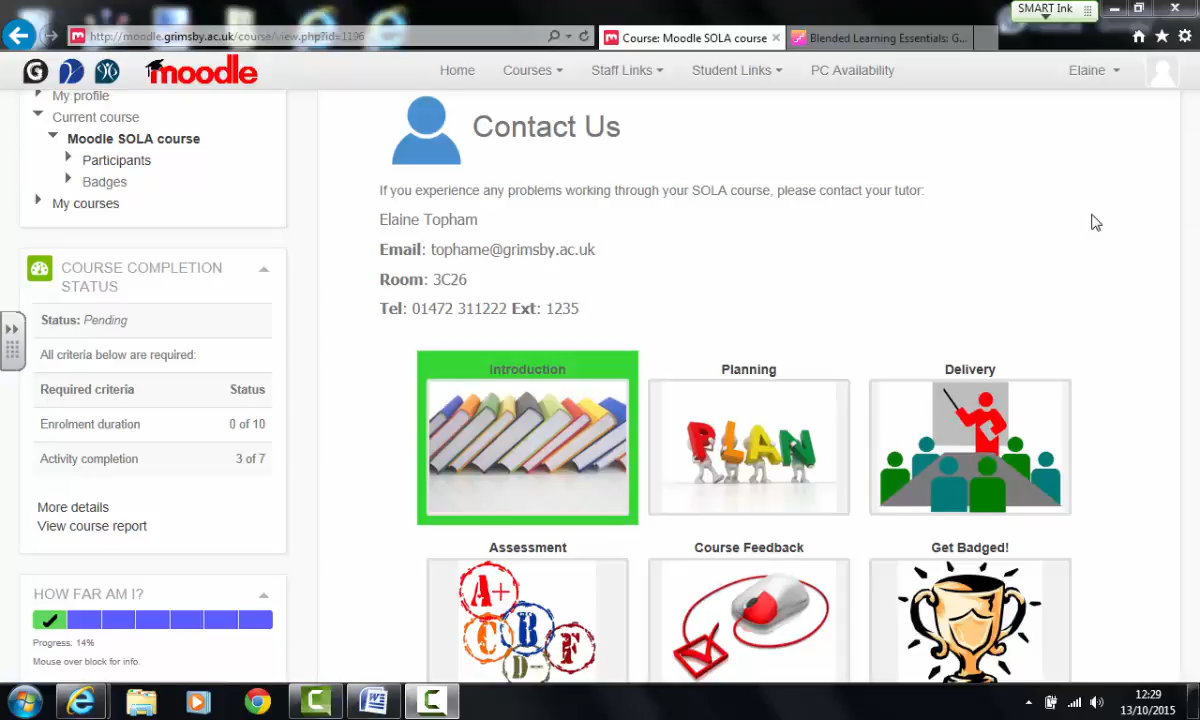 SMART Ink
http://moodle.grimsby.ac.uk/course/view.php?id=1196
Course: Moodle SOLA course
Blended Learning Essentials: G...
moodle
Home
Courses
Staff Links
Student Links
PC Availability
Elaine
My profile
Current course
Moodle SOLA course
Participants
Badges
My courses
COURSE COMPLETION
STATUS
Status: Pending
All criteria below are required:
Required criteria Status
Enrolment duration 0 of 10
Activity completion 3 of 7
More details
View course report
HOW FAR AM I?
Progress: 14%
Mouse over block for info.
Contact Us
If you experience any problems working through your SOLA course, please contact your tutor:
Elaine Topham
Email: tophame@grimsby.ac.uk
Room: 3C26
Tel: 01472 311222 Ext: 1235
Introduction
Planning
Delivery
PLAN
Assessment
Course Feedback
Get Badged!
A+
C
B
D-
F
12:29
13/10/2015